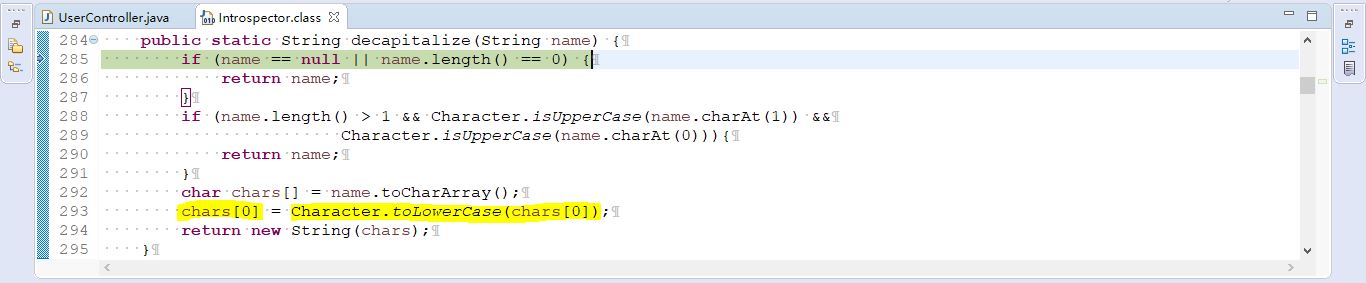 UserController.java Introspector.class
284 public static String decapitalize(String name) {
285 if (name == null || name.length() == 0) {
286 return name;
287 }
288 if (name.length() > 1 && Character.isUpperCase(name.charAt(1)) &&
289 Character.isUpperCase(name.charAt(0))){
290 return name;
291 }
292 char chars[] = name.toCharArray();
293 chars[0] = Character.toLowerCase(chars[0]);
294 return new String(chars);
295 }